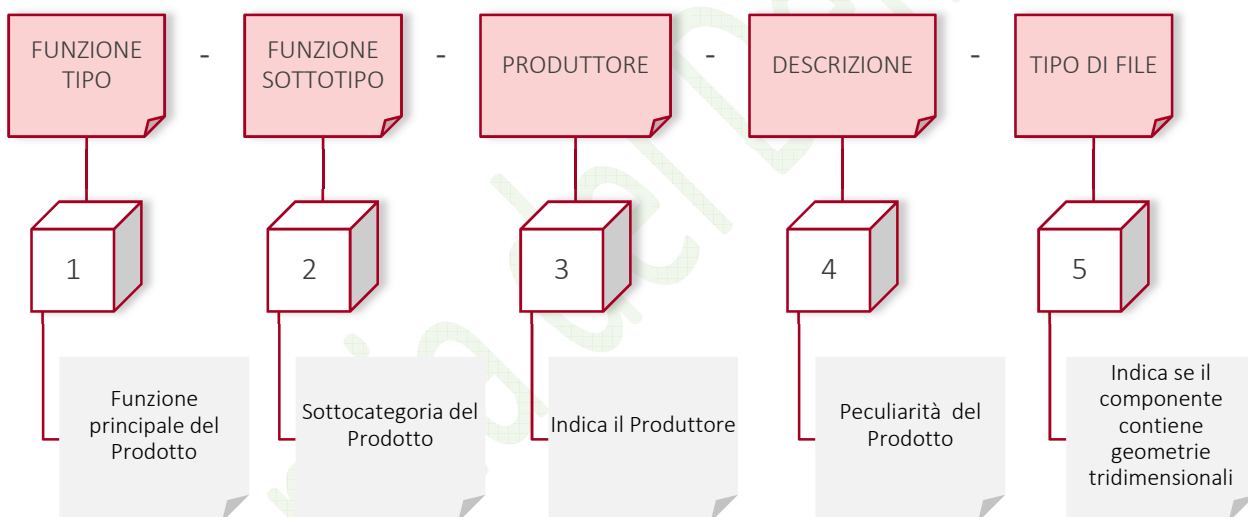 FUNZIONE
TIPO
-
FUNZIONE
SOTTOTIPO
-
PRODUTTORE
-
DESCRIZIONE
-
TIPO DI FILE
1
2
3
4
5
Funzione
principale del
Prodotto
Sottocategoria del
Prodotto
Indica il Produttore
Peculiarità del
Prodotto
Indica se il
componente
contiene
geometrie
tridimensionali